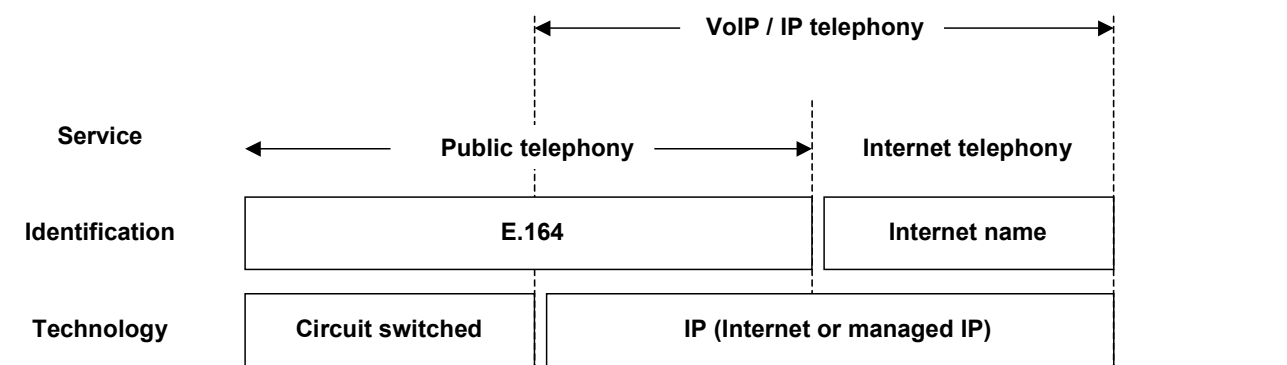 VoIP / IP telephony
Service
Public telephony
Internet telephony
Identification
E.164
Internet name
Technology
Circuit switched
IP (Internet or managed IP)